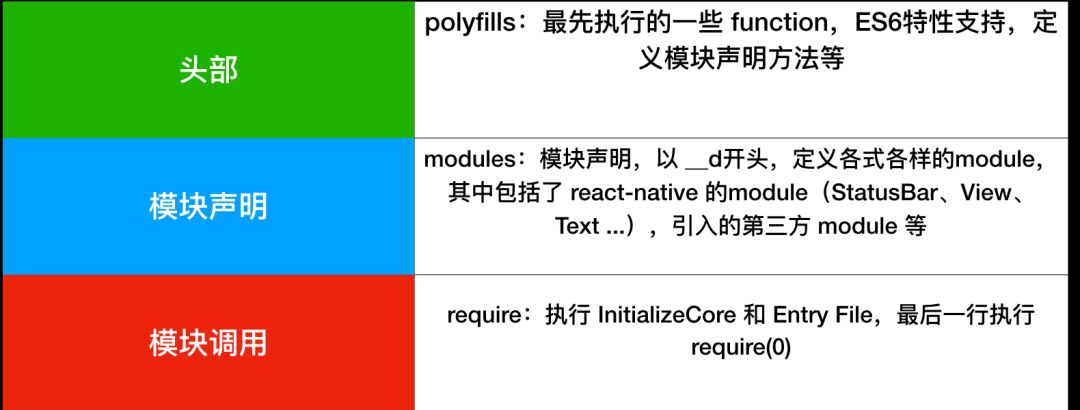 头部
polyfills：最先执行的一些 function，ES6特性支持，定
义模块声明方法等
模块声明
modules：模块声明，以 __d开头，定义各式各样的module，
其中包括了 react-native 的module（StatusBar、View、
Text ...），引入的第三方 module 等
模块调用
require：执行 InitializeCore 和 Entry File，最后一行执行
require(0)